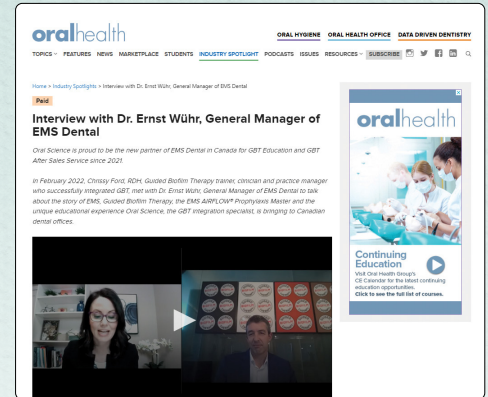 oralhealth
ORAL HYGIENE ORAL HEALTH OFFICE DATA DRIVEN DENTISTRY
TOPICS FEATURES NEWS MARKETPLACE STUDENTS INDUSTRY SPOTLIGHT PODCASTS ISSUES RESOURCES SUBSCRIBE
Home > Industry Spotlights > Interview with Dr. Ernst Wühr, General Manager of EMS Dental
Paid
Interview with Dr. Ernst Wühr, General Manager of
EMS Dental
Oral Science is proud to be the new partner of EMS Dental in Canada for GBT Education and GBT
After Sales Service since 2021.
In February 2022, Chrissy Ford, RDH, Guided Biofilm Therapy trainer, clinician and practice manager
who successfully integrated GBT, met with Dr. Ernst Wühr, General Manager of EMS Dental to talk
about the story of EMS, Guided Biofilm Therapy, the EMS AIRFLOW® Prophylaxis Master and the
unique educational experience Oral Science, the GBT integration specialist, is bringing to Canadian
dental offices.
oralhealth
Continuing
Education
Visit Oral Health Group's
CE Calendar for the latest continuing
education opportunities.
Click to see the full list of courses.